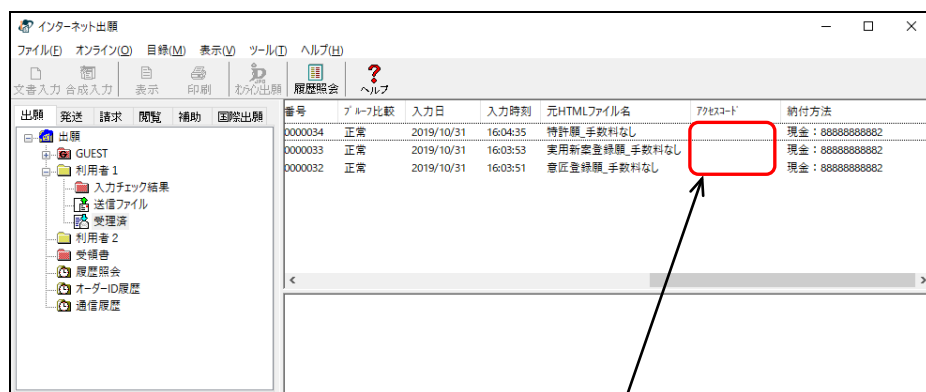 インターネット出願
ファイル(F) オンライン(O) 目録(M) 表示(V) ツール(T) ヘルプ(H)
文書入力 合成入力 表示 印刷 わらい出願 履歴照会 ヘルプ
出願 発送 請求 閲覧 補助 国際出願
出願
GUEST
利用者1
入力チェック結果
送信ファイル
受理済
利用者2
受領書
履歴照会
オーダーID履歴
通信履歴
番号 プルーフ比較 入力日 入力時刻 元HTMLファイル名 アクセスコード 納付方法
0000034 正常 2019/10/31 16:04:35 特許願_手数料なし 現金:88888888882
0000033 正常 2019/10/31 16:03:53 実用新案登録願_手数料なし 現金:88888888882
0000032 正常 2019/10/31 16:03:51 意匠登録願_手数料なし 現金:88888888882